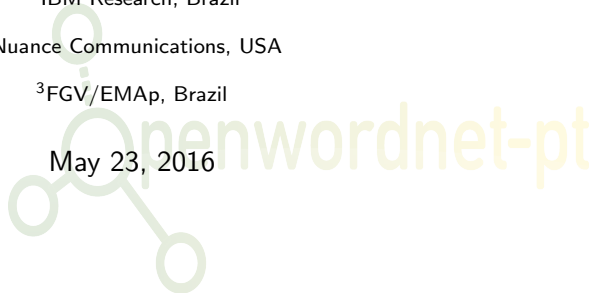 IBM Research, Brazil
Nuance Communications, USA
³FGV/EMAp, Brazil
openwordnet-pt
May 23, 2016